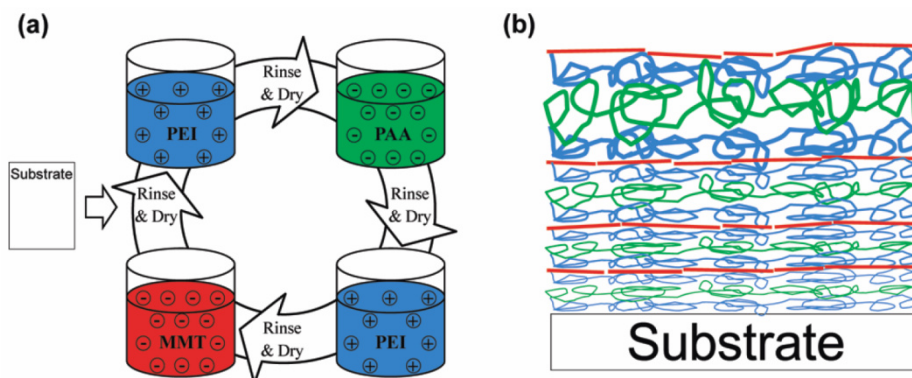 (a)
PEI
Rinse
& Dry
PAA
Substrate
Rinse
& Dry
Rinse
& Dry
MMT
Rinse
& Dry
PEI
(b)
Substrate